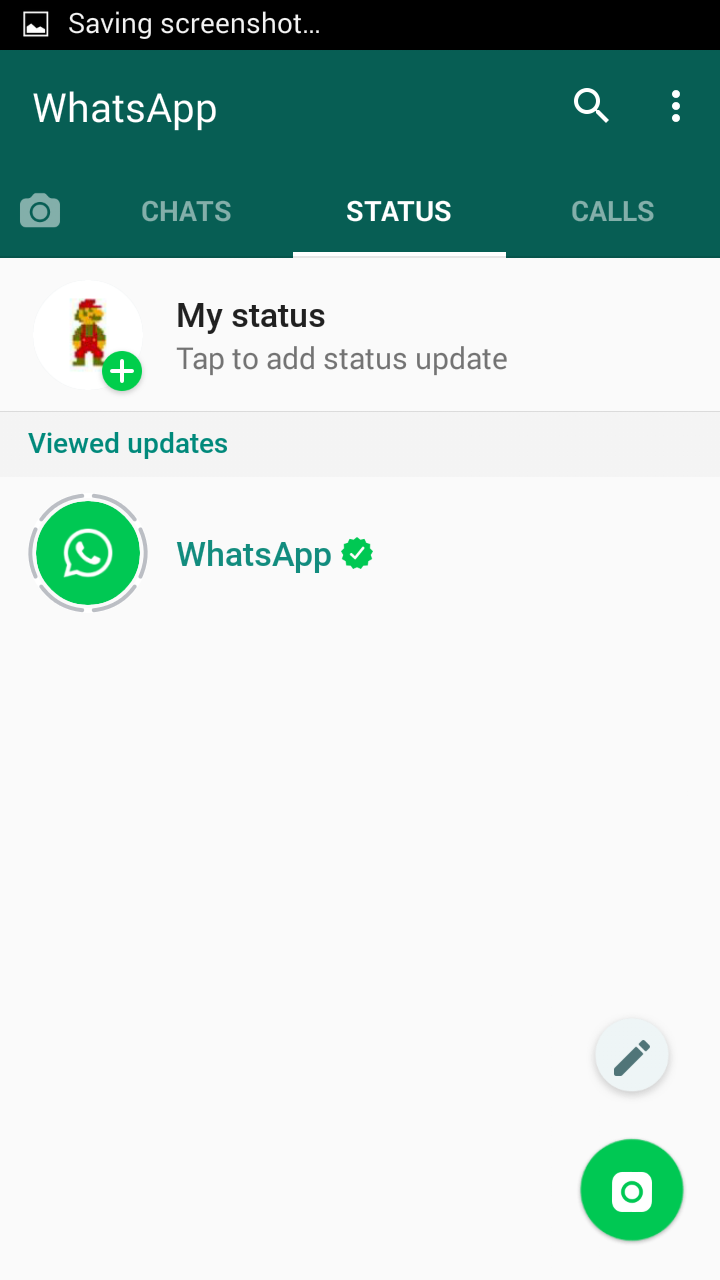 Saving screenshot...
WhatsApp
CHATS STATUS CALLS
My status
Tap to add status update
Viewed updates
WhatsApp